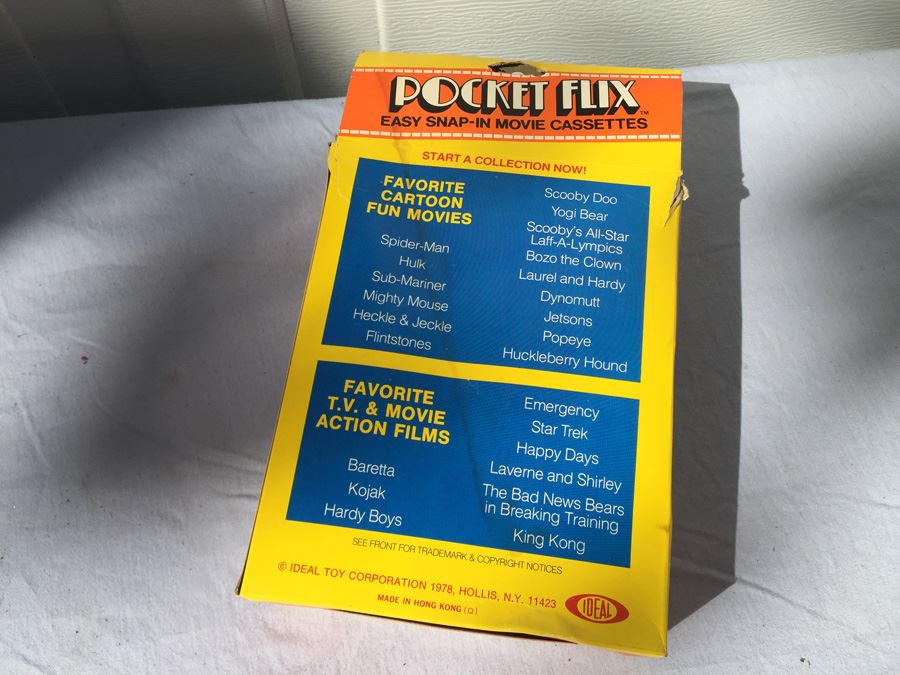 POCKET FLIX™
EASY SNAP-IN MOVIE CASSETTES
START A COLLECTION NOW!
FAVORITE
CARTOON
FUN MOVIES
Spider-Man
Hulk
Sub-Mariner
Mighty Mouse
Heckle & Jeckle
Flintstones
Scooby Doo
Yogi Bear
Scooby's All-Star
Laff-A-Lympics
Bozo the Clown
Laurel and Hardy
Dynomutt
Jetsons
Popeye
Huckleberry Hound
FAVORITE
T.V. & MOVIE
ACTION FILMS
Baretta
Kojak
Hardy Boys
Emergency
Star Trek
Happy Days
Laverne and Shirley
The Bad News Bears
in Breaking Training
King Kong
SEE FRONT FOR TRADEMARK & COPYRIGHT NOTICES
© IDEAL TOY CORPORATION 1978, HOLLIS, N.Y. 11423
MADE IN HONG KONG (Q)
IDEAL